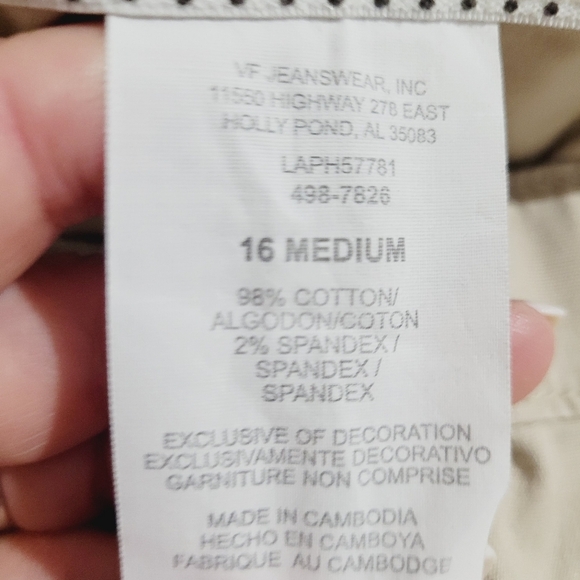 VF JEANSWEAR, INC
11560 HIGHWAY 278 EAST
HOLLY POND, AL 35083
LAPH57781
498-7826
16 MEDIUM
98% COTTON/
ALGODON/COTON
2% SPANDEX/
SPANDEX/
SPANDEX
EXCLUSIVE OF DECORATION
EXCLUSIVAMENTE DECORATIVO
GARNITURE NON COMPRISE
MADE IN CAMBODIA
HECHO EN CAMBOYA
FABRIQUE AU CAMBODGE